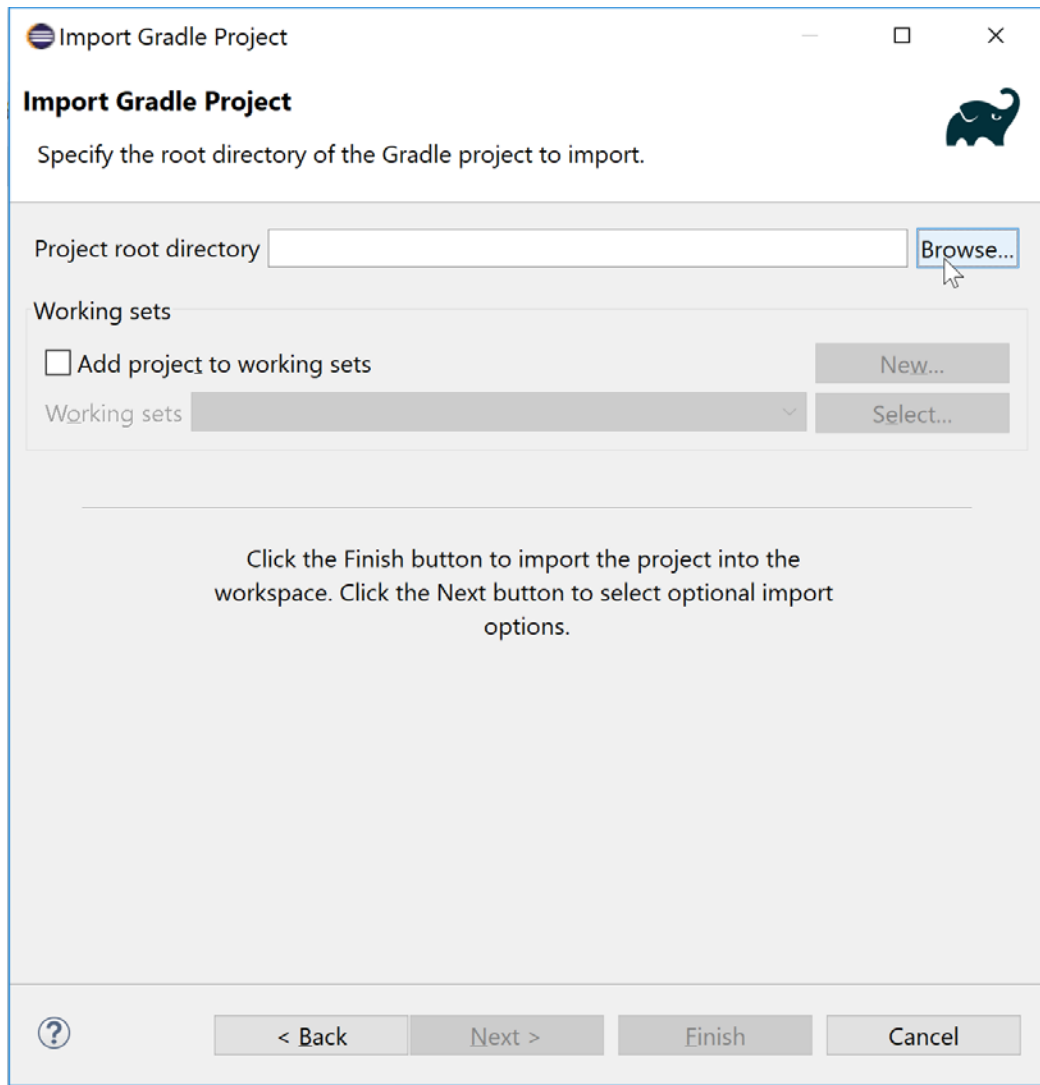 Import Gradle Project
Import Gradle Project
Specify the root directory of the Gradle project to import.
Project root directory Browse...
Working sets
Add project to working sets New...
Working sets Select...
Click the Finish button to import the project into the
workspace. Click the Next button to select optional import
options.
? < Back Next > Finish Cancel